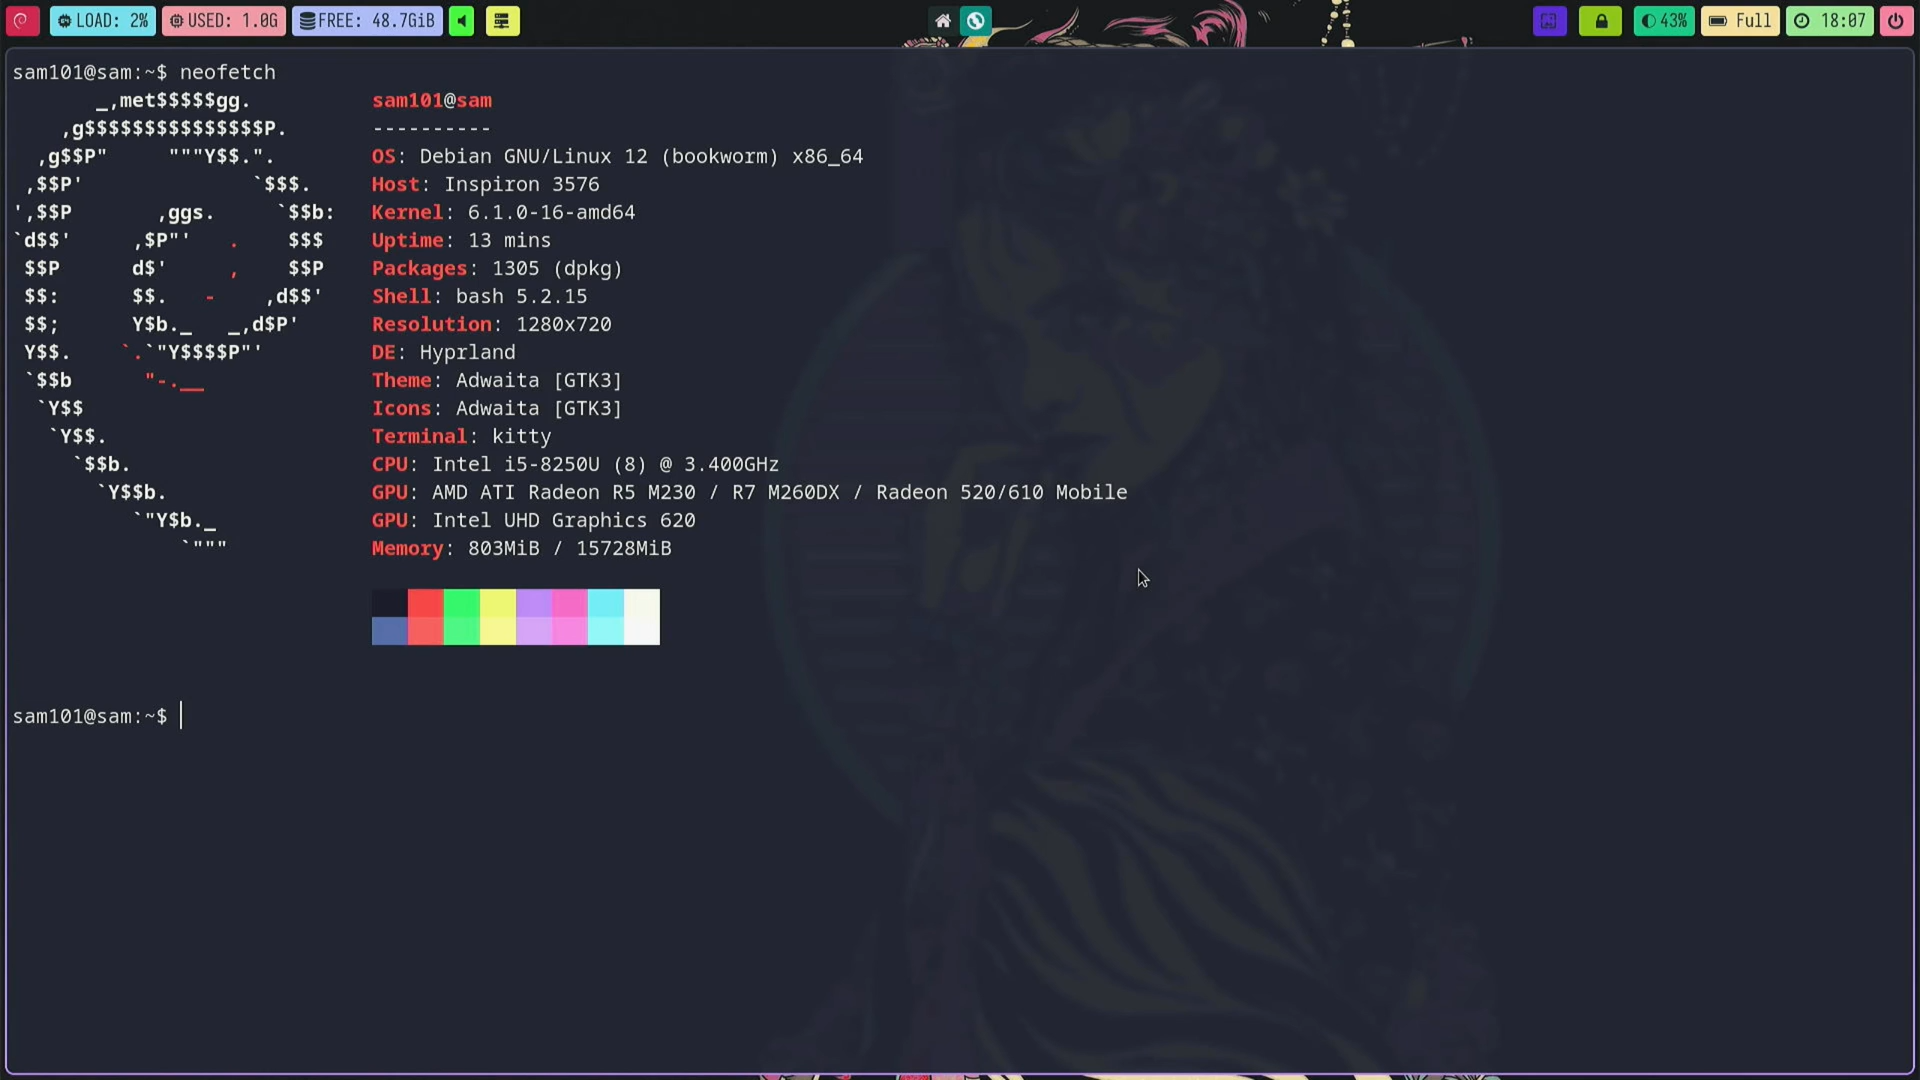 LOAD: 2% USED: 1.0G FREE: 48.7GiB 43% Full 18:07
sam101@sam:~$ neofetch
       _,met$$$$$gg.
    ,g$$$$$$$$$$$$$$$P.
  ,g$$P"     """Y$$.".
 ,$$P'              `$$$.
',$$P       ,ggs.     `$$b:
`d$$'     ,$P"'   .    $$$
 $$P      d$'     ,    $$P
 $$:      $$.   -    ,d$$'
 $$;      Y$b._   _,d$P'
 Y$$.    `.`"Y$$$$P"'
 `$$b      "-.__
  `Y$$
   `Y$$.
     `$$b.
       `Y$$b.
          `"Y$b._
              `"""
sam101@sam
----------
OS: Debian GNU/Linux 12 (bookworm) x86_64
Host: Inspiron 3576
Kernel: 6.1.0-16-amd64
Uptime: 13 mins
Packages: 1305 (dpkg)
Shell: bash 5.2.15
Resolution: 1280x720
DE: Hyprland
Theme: Adwaita [GTK3]
Icons: Adwaita [GTK3]
Terminal: kitty
CPU: Intel i5-8250U (8) @ 3.400GHz
GPU: AMD ATI Radeon R5 M230 / R7 M260DX / Radeon 520/610 Mobile
GPU: Intel UHD Graphics 620
Memory: 803MiB / 15728MiB
sam101@sam:~$